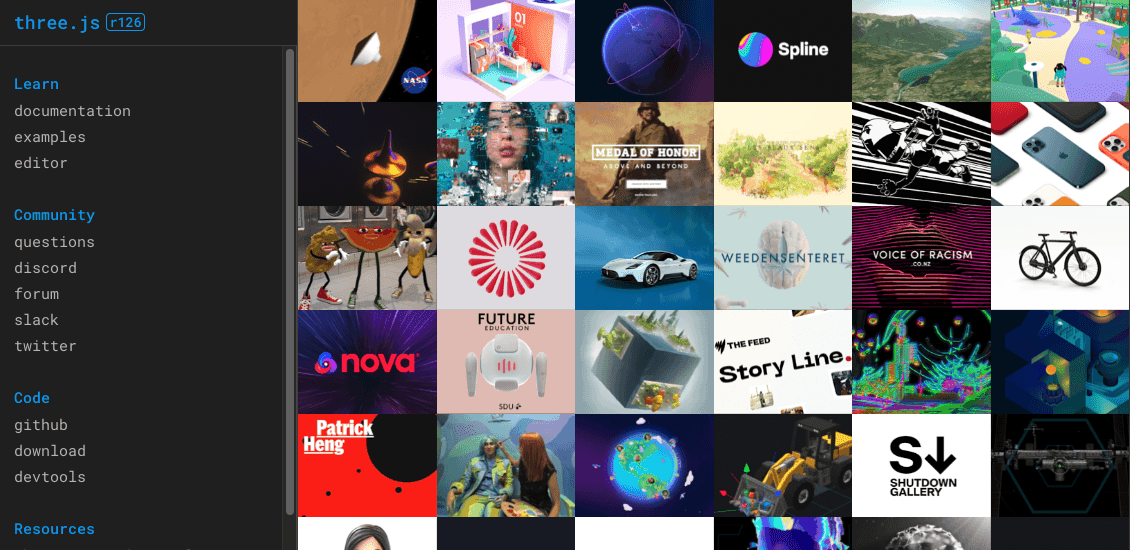 three.js r126
Learn
documentation
examples
editor
Community
questions
discord
forum
slack
twitter
Code
github
download
devtools
Resources
NASA
01
Spline
MEDAL OF HONOR
ABOVE AND BEYOND
WEEDENSENTERET
VOICE OF RACISM
.CO.NZ
nova
FUTURE
EDUCATION
SDU
THE FEED
Story Line.
Patrick
Heng
S
SHUTDOWN
GALLERY